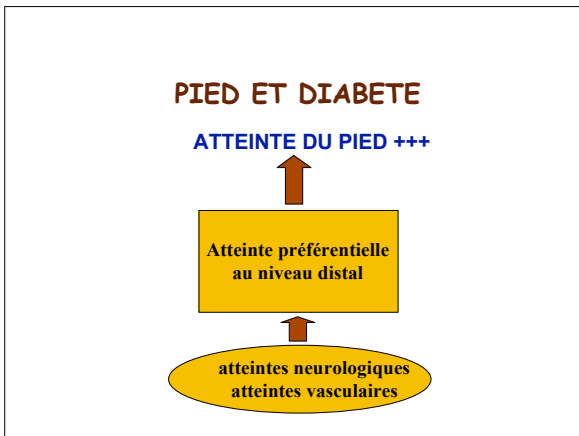 PIED ET DIABETE
ATTEINTE DU PIED +++
Atteinte préférentielle
au niveau distal
atteintes neurologiques
atteintes vasculaires